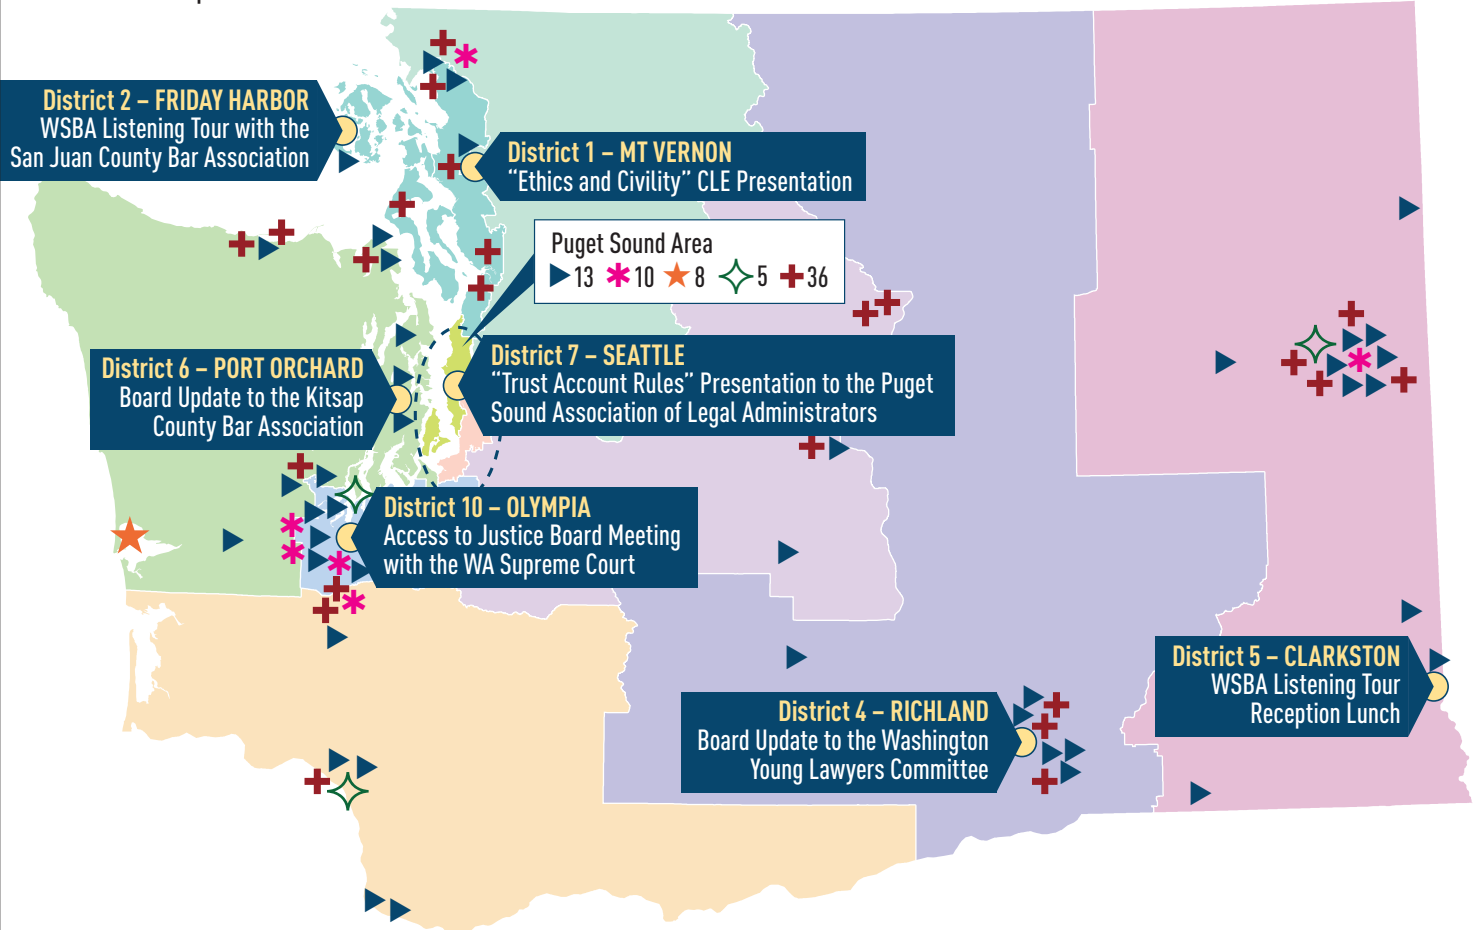 District 2 – FRIDAY HARBOR
WSBA Listening Tour with the
San Juan County Bar Association
District 1 – MT VERNON
“Ethics and Civility” CLE Presentation
Puget Sound Area
13 10 8 5 36
District 6 – PORT ORCHARD
Board Update to the Kitsap
County Bar Association
District 7 – SEATTLE
“Trust Account Rules” Presentation to the Puget
Sound Association of Legal Administrators
District 10 – OLYMPIA
Access to Justice Board Meeting
with the WA Supreme Court
District 5 – CLARKSTON
WSBA Listening Tour
Reception Lunch
District 4 – RICHLAND
Board Update to the Washington
Young Lawyers Committee